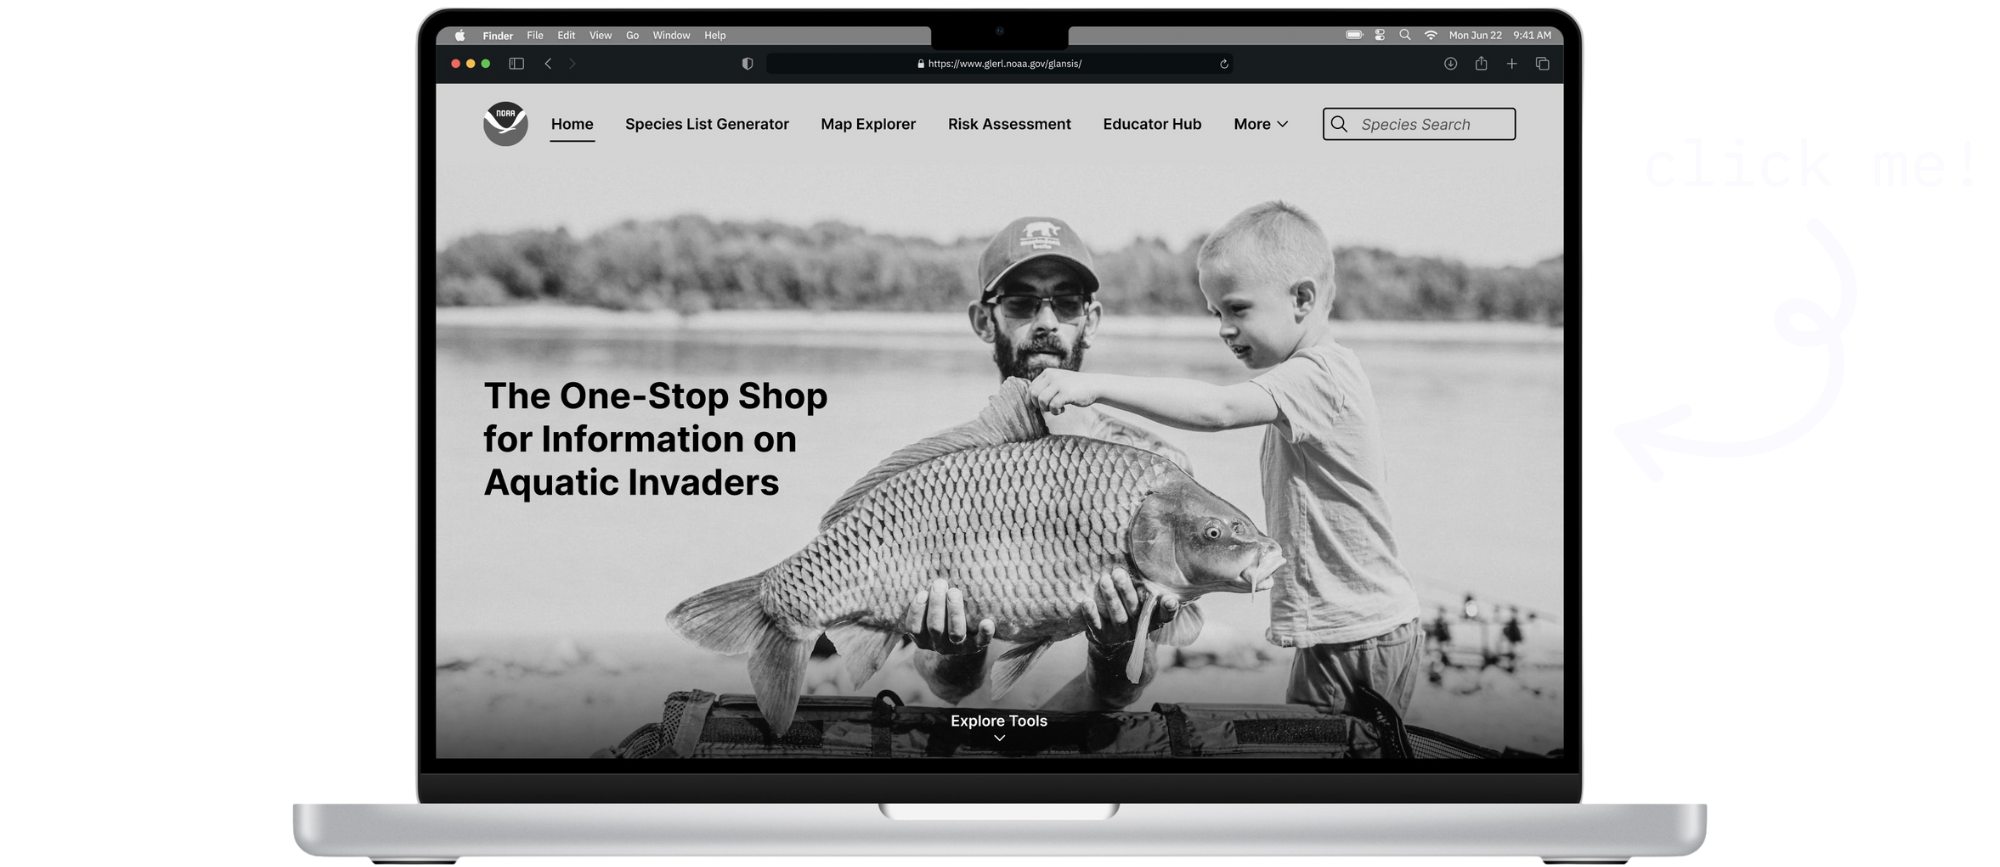 Finder File Edit View Go Window Help
Mon Jun 22 9:41 AM
https://www.glerl.noaa.gov/glansis/
NOAA
Home Species List Generator Map Explorer Risk Assessment Educator Hub More Species Search
click me!
The One-Stop Shop
for Information on
Aquatic Invaders
Explore Tools